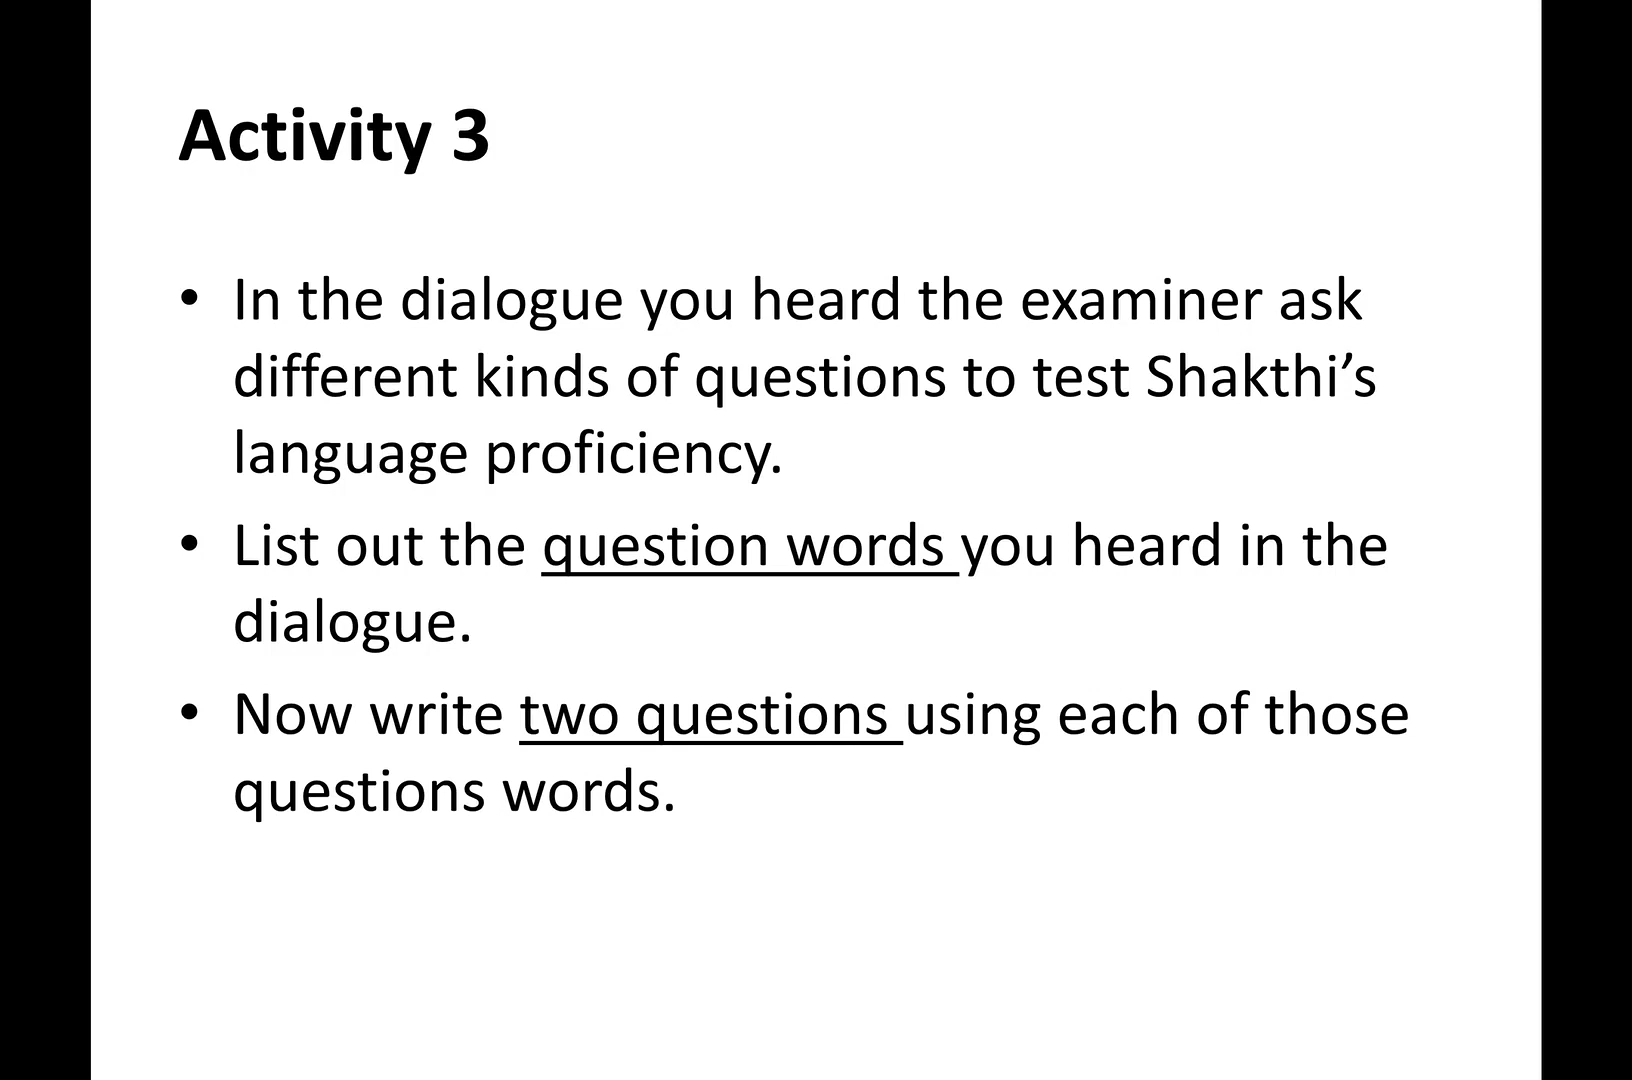 Activity 3
• In the dialogue you heard the examiner ask
different kinds of questions to test Shakthi’s
language proficiency.
• List out the question words you heard in the
dialogue.
• Now write two questions using each of those
questions words.